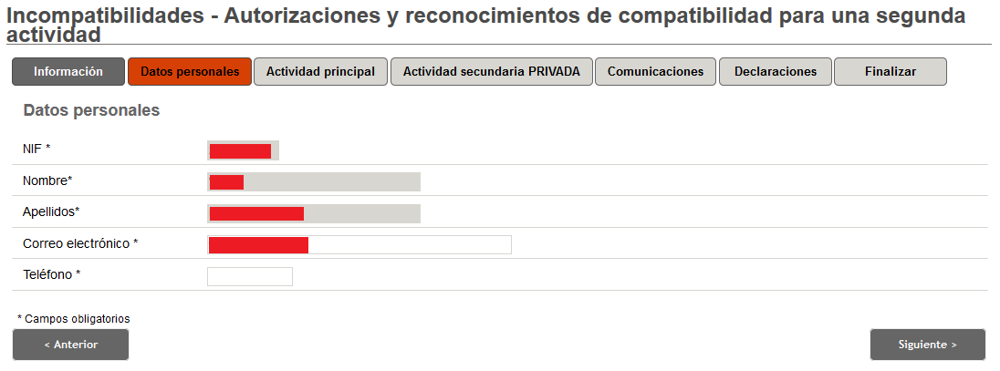 Incompatibilidades - Autorizaciones y reconocimientos de compatibilidad para una segunda
actividad
Información Datos personales Actividad principal Actividad secundaria PRIVADA Comunicaciones Declaraciones Finalizar
Datos personales
NIF *
Nombre*
Apellidos*
Correo electrónico *
Teléfono *
* Campos obligatorios
< Anterior Siguiente >